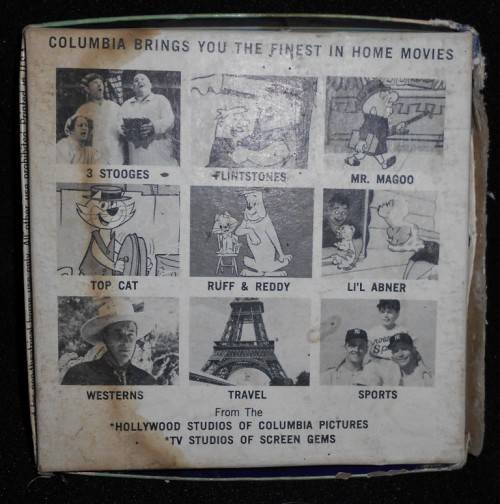 COLUMBIA BRINGS YOU THE FINEST IN HOME MOVIES
3 STOOGES
FLINTSTONES
MR. MAGOO
TOP CAT
RUFF & REDDY
LI'L ABNER
WESTERNS
TRAVEL
SPORTS
From The
*HOLLYWOOD STUDIOS OF COLUMBIA PICTURES
*TV STUDIOS OF SCREEN GEMS